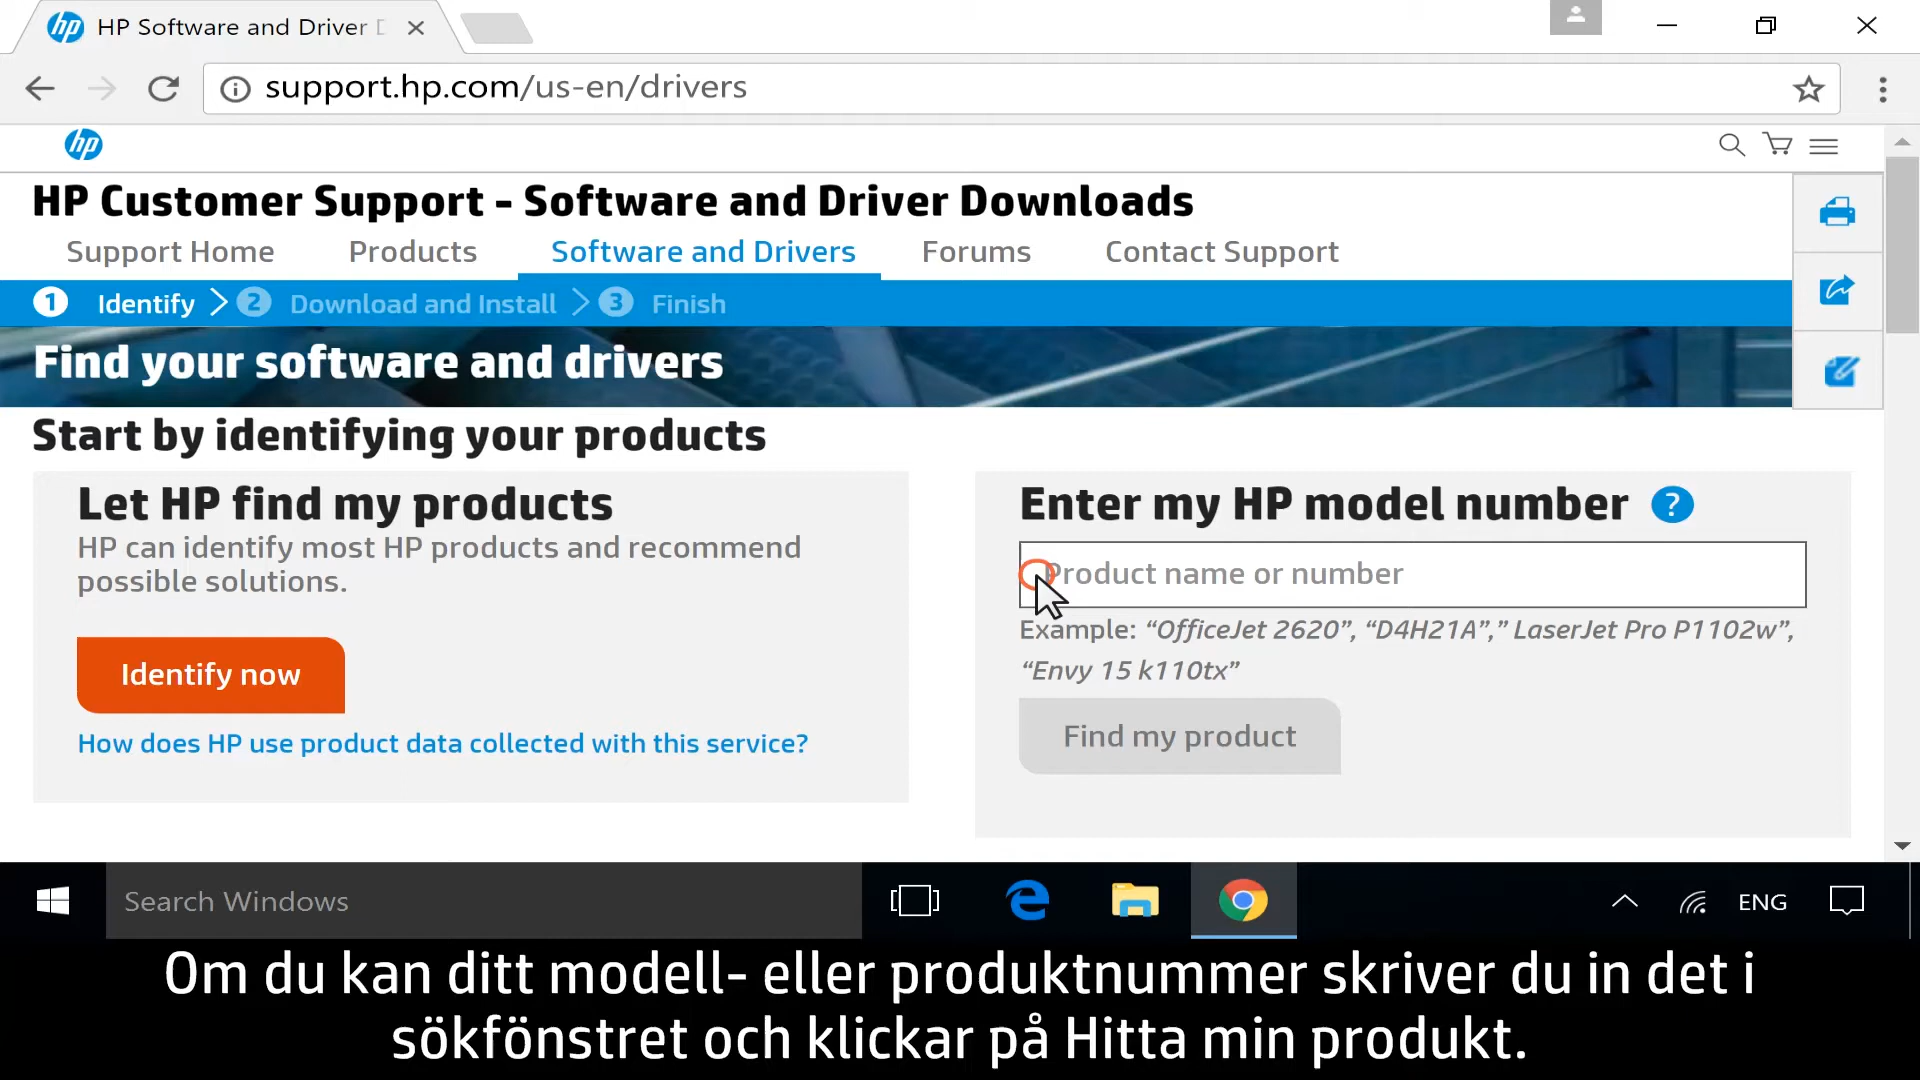 HP Software and Driver D
support.hp.com/us-en/drivers
hp
HP Customer Support - Software and Driver Downloads
Support Home Products Software and Drivers Forums Contact Support
1 Identify 2 Download and Install 3 Finish
Find your software and drivers
Start by identifying your products
Let HP find my products
HP can identify most HP products and recommend
possible solutions.
Identify now
How does HP use product data collected with this service?
Enter my HP model number ?
Product name or number
Example: “OfficeJet 2620”, “D4H21A”,” LaserJet Pro P1102w”,
“Envy 15 k110tx”
Find my product
Search Windows
ENG
Om du kan ditt modell- eller produktnummer skriver du in det i
sökfönstret och klickar på Hitta min produkt.